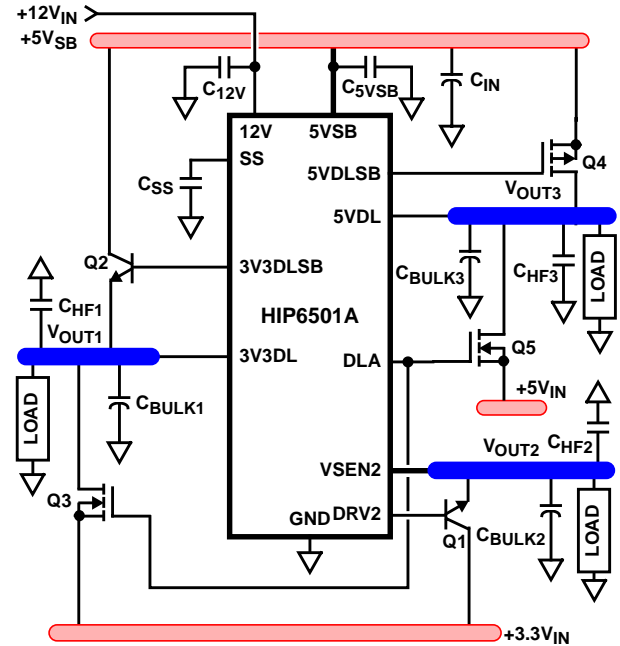 +12VIN
+5VSB
C12V
C5VSB
CIN
12V
5VSB
SS
CSS
5VDLSB
Q4
VOUT3
5VDL
Q2
3V3DLSB
CBULK3
CHF3
LOAD
CHF1
VOUT1
HIP6501A
3V3DL
DLA
Q5
+5VIN
LOAD
CBULK1
VOUT2
CHF2
VSEN2
Q3
GND
DRV2
Q1
CBULK2
LOAD
+3.3VIN